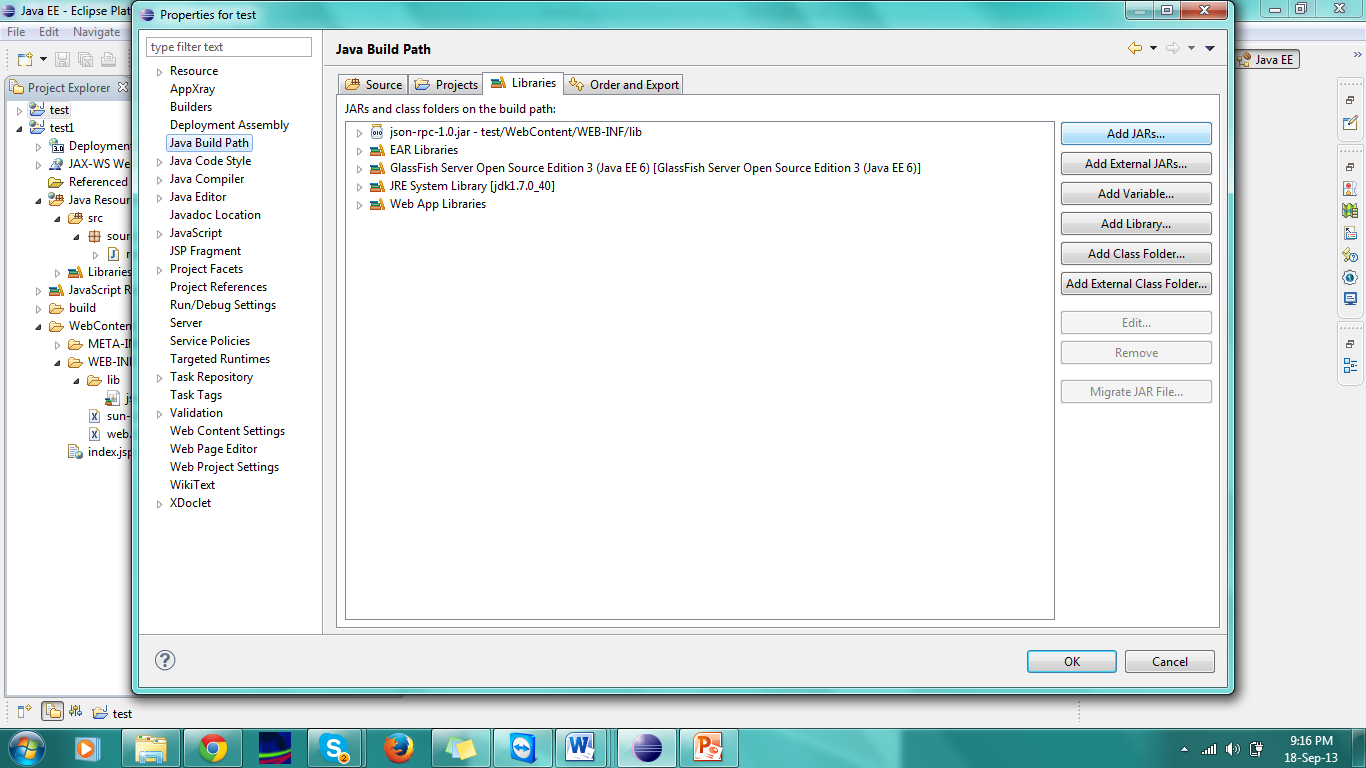 Java EE - Eclipse Plat
Properties for test
File Edit Navigate
type filter text
Java Build Path
Java EE
Project Explorer
test
test1
Deploymen
JAX-WS We
Referenced
Java Resour
src
sour
Libraries
JavaScript R
build
WebConten
META-IN
WEB-INF
lib
js
sun-
web.
index.jsp
Resource
AppXray
Builders
Deployment Assembly
Java Build Path
Java Code Style
Java Compiler
Java Editor
Javadoc Location
JavaScript
JSP Fragment
Project Facets
Project References
Run/Debug Settings
Server
Service Policies
Targeted Runtimes
Task Repository
Task Tags
Validation
Web Content Settings
Web Page Editor
Web Project Settings
WikiText
XDoclet
Source Projects Libraries Order and Export
JARs and class folders on the build path:
json-rpc-1.0.jar - test/WebContent/WEB-INF/lib
EAR Libraries
GlassFish Server Open Source Edition 3 (Java EE 6) [GlassFish Server Open Source Edition 3 (Java EE 6)]
JRE System Library [jdk1.7.0_40]
Web App Libraries
Add JARs...
Add External JARs...
Add Variable...
Add Library...
Add Class Folder...
Add External Class Folder...
Edit...
Remove
Migrate JAR File...
OK Cancel
test
9:16 PM
18-Sep-13